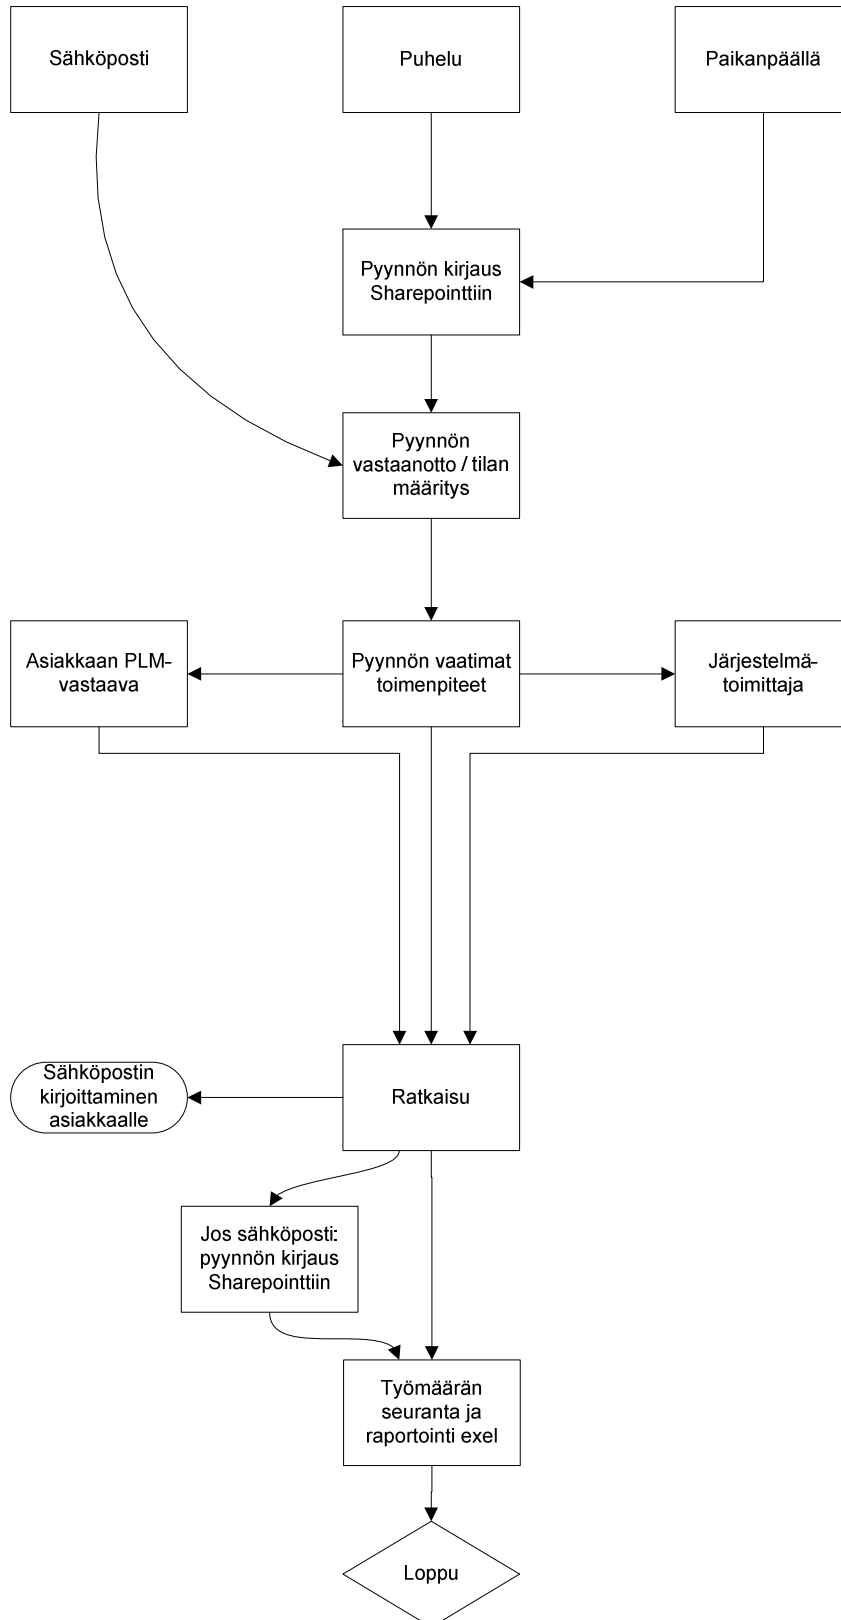 Sähköposti
Puhelu
Paikanpäällä
Pyynnön kirjaus
Sharepointtiin
Pyynnön
vastaanotto / tilan
määritys
Asiakkaan PLM-
vastaava
Pyynnön vaatimat
toimenpiteet
Järjestelmä-
toimittaja
Sähköpostin
kirjoittaminen
asiakkaalle
Ratkaisu
Jos sähköposti:
pyynnön kirjaus
Sharepointtiin
Työmäärän
seuranta ja
raportointi exel
Loppu